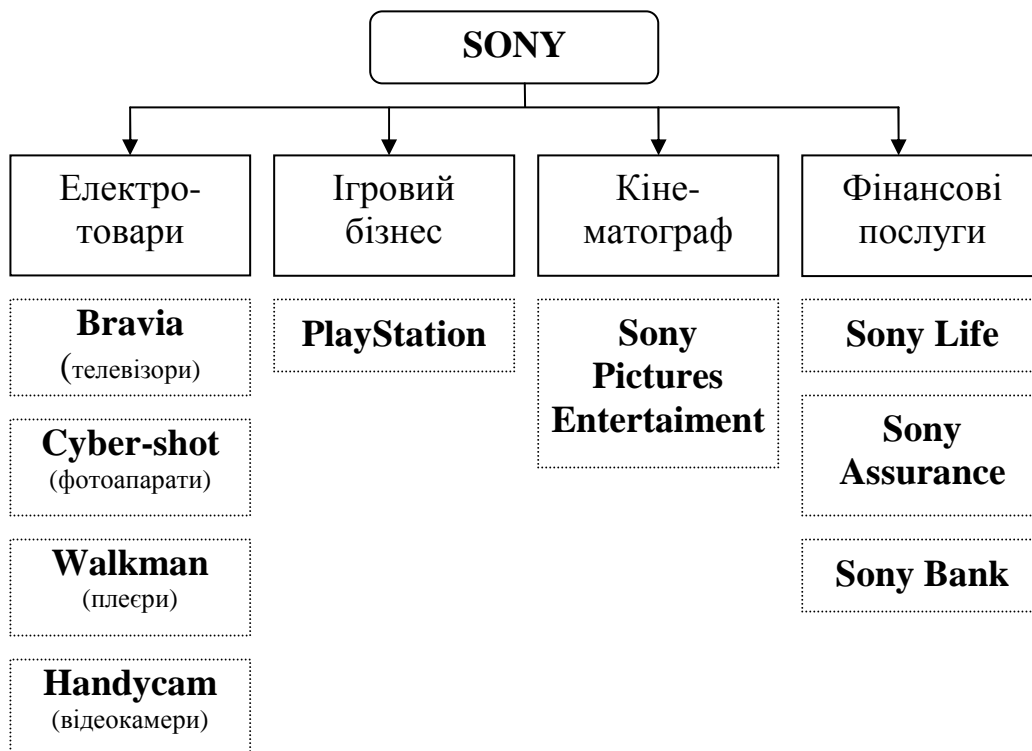 SONY
Електро-
товари
Ігровий
бізнес
Кіне-
матограф
Фінансові
послуги
Bravia
(телевізори)
Cyber-shot
(фотоапарати)
Walkman
(плеєри)
Handycam
(відеокамери)
PlayStation
Sony
Pictures
Entertaiment
Sony Life
Sony
Assurance
Sony Bank